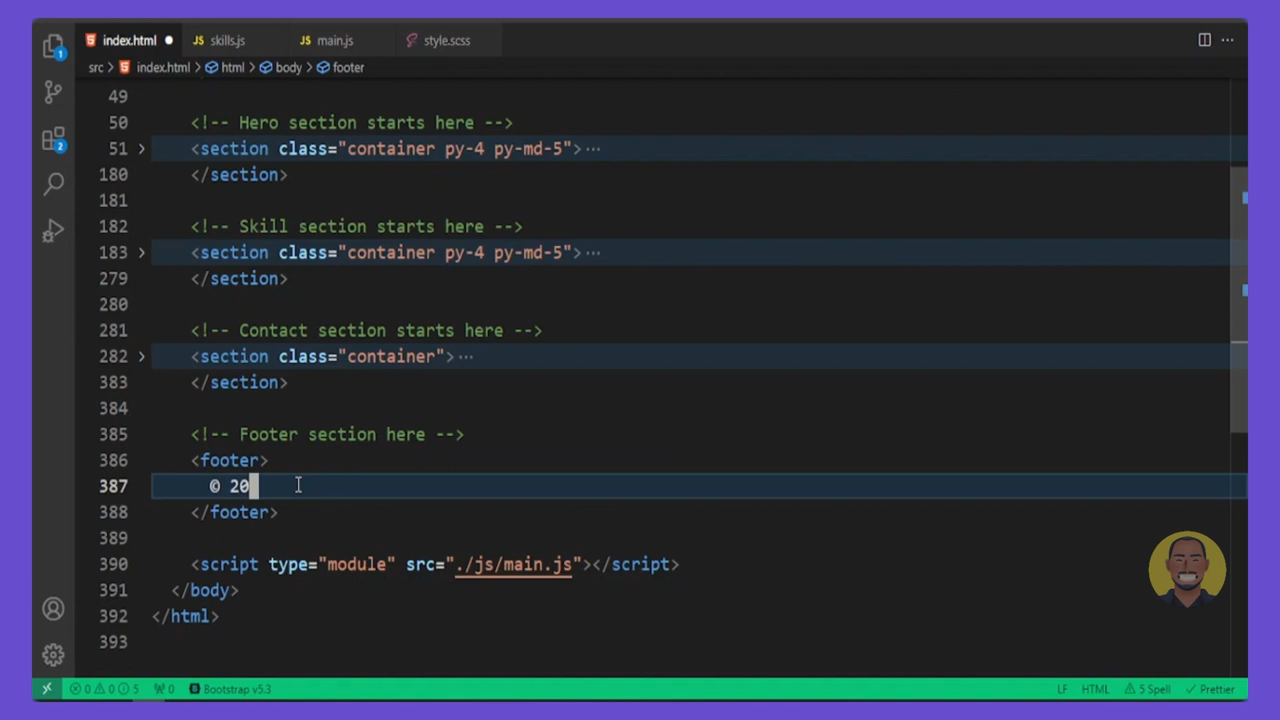 index.html JS skills.js JS main.js style.scss
src > index.html > html > body > footer
49
50 <!-- Hero section starts here -->
51 <section class="container py-4 py-md-5"> ···
180 </section>
181
182 <!-- Skill section starts here -->
183 <section class="container py-4 py-md-5"> ···
279 </section>
280
281 <!-- Contact section starts here -->
282 <section class="container"> ···
383 </section>
384
385 <!-- Footer section here -->
386 <footer>
387 © 20
388 </footer>
389
390 <script type="module" src="./js/main.js"></script>
391 </body>
392 </html>
393
1
2
0 0 5 0 B Bootstrap v5.3 LF HTML 5 Spell Prettier